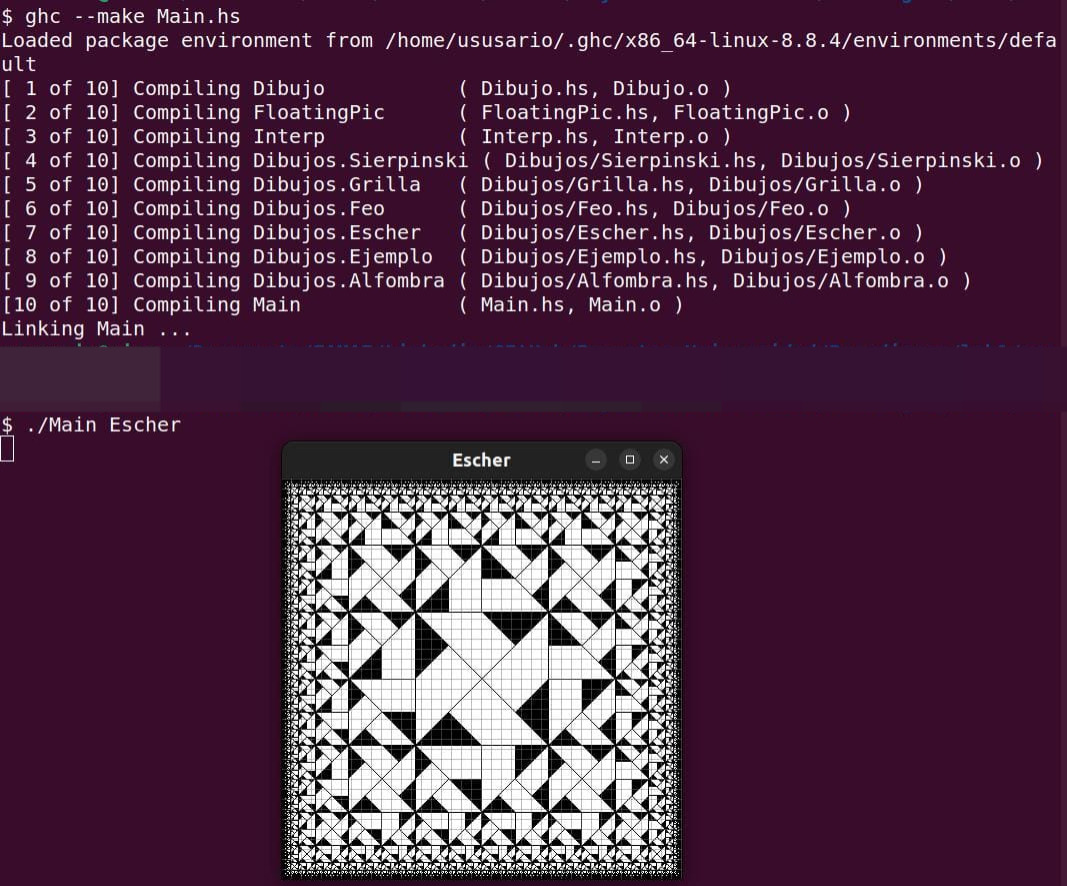 $ ghc --make Main.hs
Loaded package environment from /home/ususario/.ghc/x86_64-linux-8.8.4/environments/defa
ult
[ 1 of 10] Compiling Dibujo           ( Dibujo.hs, Dibujo.o )
[ 2 of 10] Compiling FloatingPic      ( FloatingPic.hs, FloatingPic.o )
[ 3 of 10] Compiling Interp           ( Interp.hs, Interp.o )
[ 4 of 10] Compiling Dibujos.Sierpinski ( Dibujos/Sierpinski.hs, Dibujos/Sierpinski.o )
[ 5 of 10] Compiling Dibujos.Grilla   ( Dibujos/Grilla.hs, Dibujos/Grilla.o )
[ 6 of 10] Compiling Dibujos.Feo      ( Dibujos/Feo.hs, Dibujos/Feo.o )
[ 7 of 10] Compiling Dibujos.Escher   ( Dibujos/Escher.hs, Dibujos/Escher.o )
[ 8 of 10] Compiling Dibujos.Ejemplo  ( Dibujos/Ejemplo.hs, Dibujos/Ejemplo.o )
[ 9 of 10] Compiling Dibujos.Alfombra ( Dibujos/Alfombra.hs, Dibujos/Alfombra.o )
[10 of 10] Compiling Main             ( Main.hs, Main.o )
Linking Main ...
$ ./Main Escher
Escher